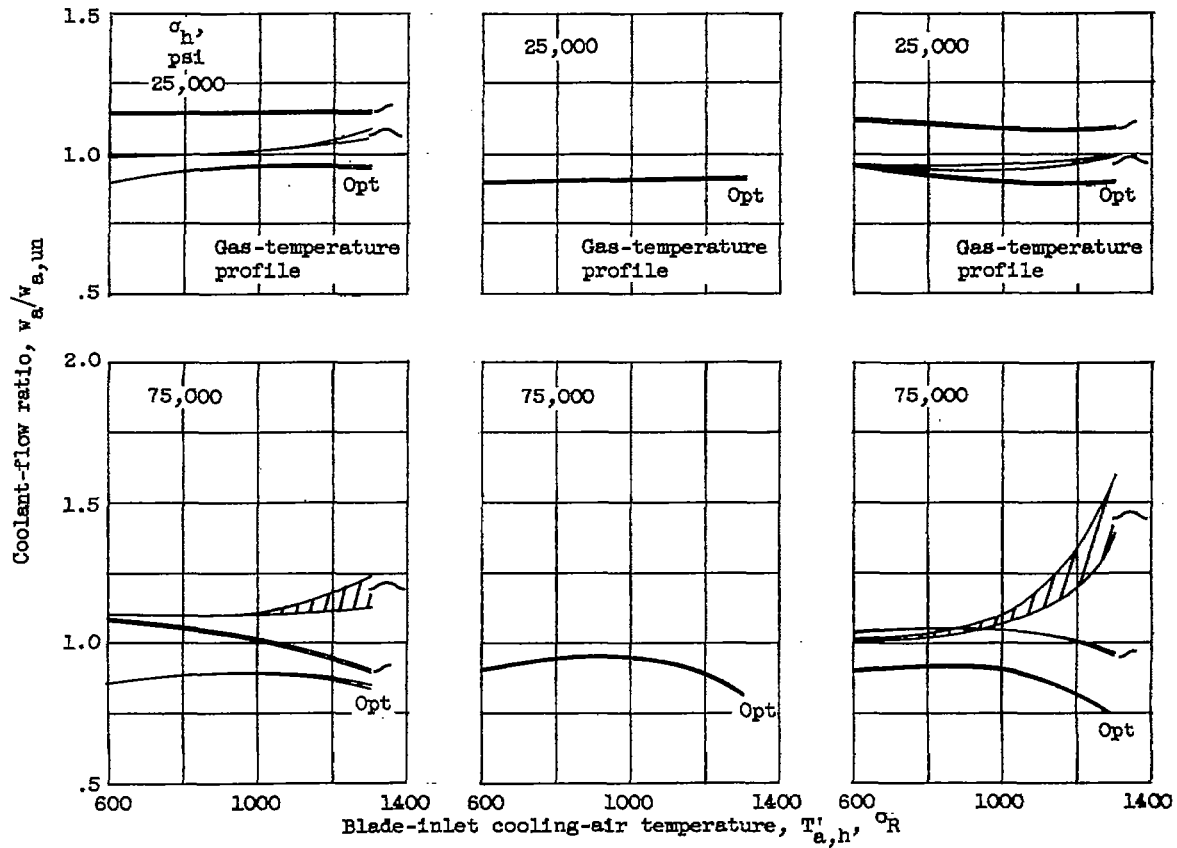 1.5
σh,
psi
25,000
25,000
25,000
1.0
Opt
Opt
Opt
Gas-temperature
profile
Gas-temperature
profile
Gas-temperature
profile
.5
Coolant-flow ratio, wa/wa,un
2.0
75,000
75,000
75,000
1.5
1.0
Opt
Opt
Opt
.5
600 1000 1400 600 1000 1400 600 1000 1400
Blade-inlet cooling-air temperature, T'a,h, °R